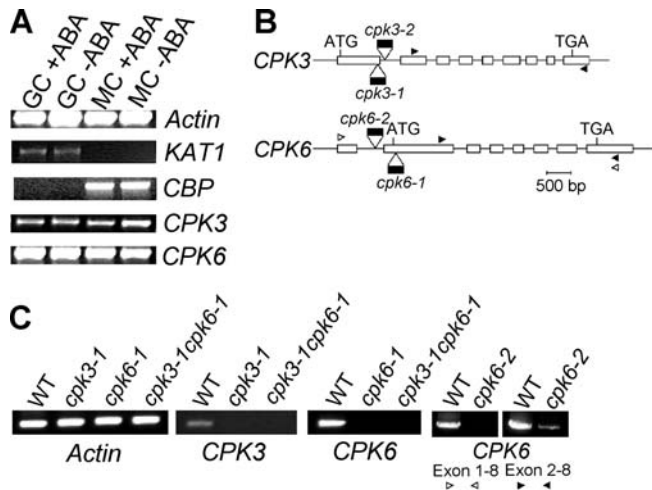 A
GC +ABA
GC -ABA
MC +ABA
MC -ABA
Actin
KAT1
CBP
CPK3
CPK6
B
cpk3-2
ATG
TGA
CPK3
cpk3-1
cpk6-2
ATG
TGA
CPK6
cpk6-1
500 bp
C
WT
cpk3-1
cpk6-1
cpk3-1cpk6-1
WT
cpk3-1
cpk3-1cpk6-1
WT
cpk6-1
cpk3-1cpk6-1
WT
cpk6-2
WT
cpk6-2
Actin
CPK3
CPK6
CPK6
Exon 1-8
Exon 2-8